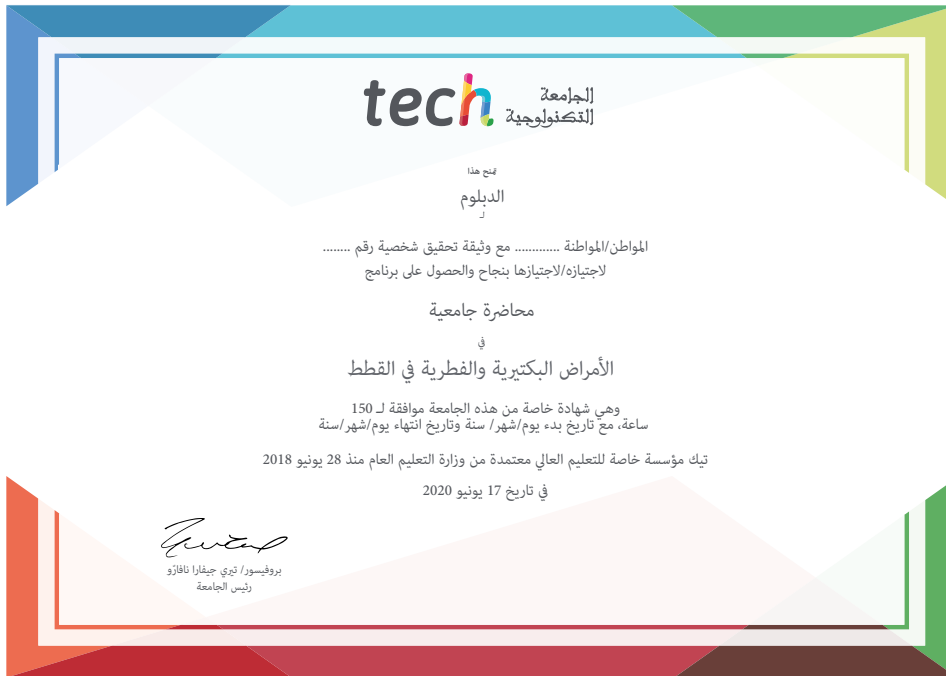 tech الجامعة
التكنولوجية
يمنح هذا
الدبلوم
لـ
المواطن/المواطنة ............. مع وثيقة تحقيق شخصية رقم ........
لاجتيازه/لاجتيازها بنجاح والحصول على برنامج
محاضرة جامعية
في
الأمراض البكتيرية والفطرية في القطط
وهي شهادة خاصة من هذه الجامعة موافقة لـ 150
ساعة، مع تاريخ بدء يوم/شهر/ سنة وتاريخ انتهاء يوم/شهر/سنة
تيك مؤسسة خاصة للتعليم العالي معتمدة من وزارة التعليم العام منذ 28 يونيو 2018
في تاريخ 17 يونيو 2020
بروفيسور/ تيري جيفارا نافارّو
رئيس الجامعة